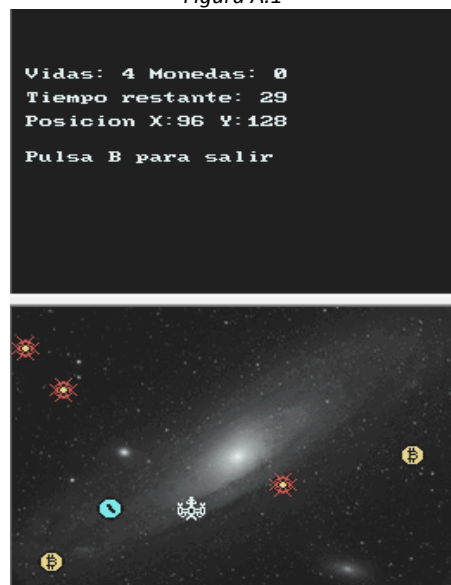 Figura A.1
Vidas: 4 Monedas: 0
Tiempo restante: 29
Posicion X:96 Y:128
Pulsa B para salir